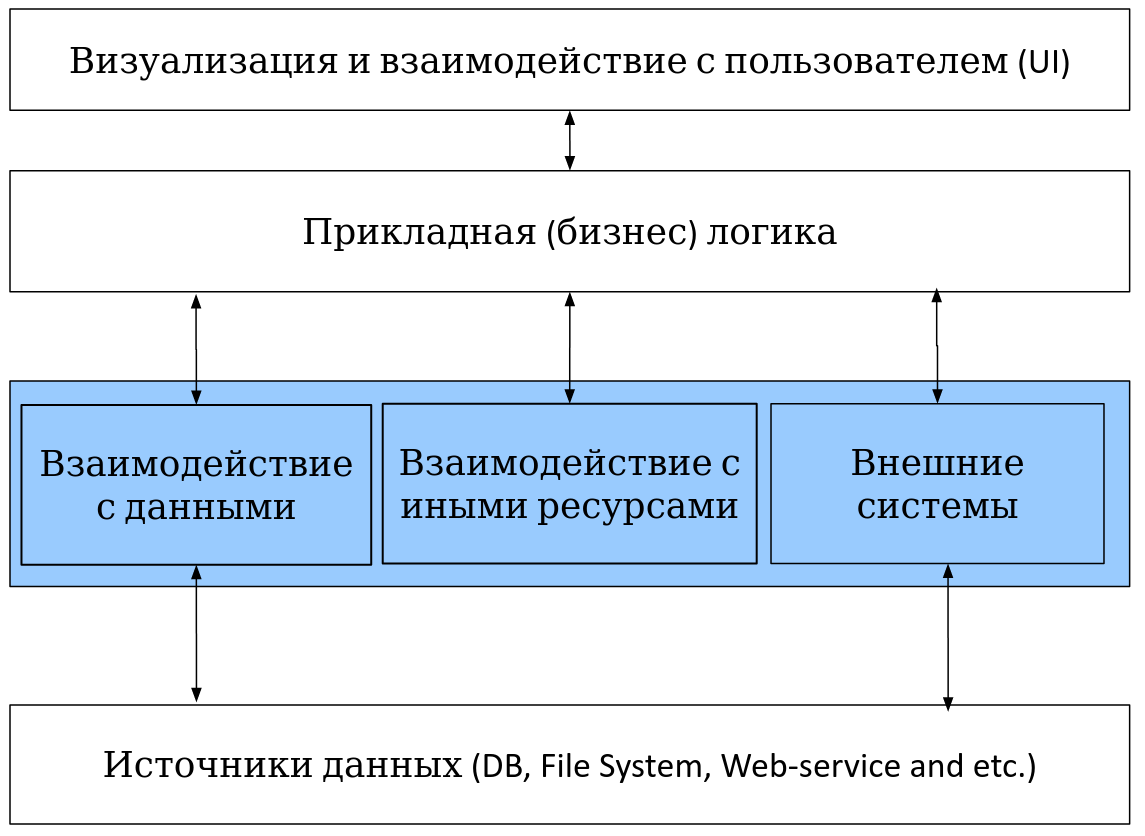 Визуализация и взаимодействие с пользователем (UI)
Прикладная (бизнес) логика
Взаимодействие
с данными
Взаимодействие с
иными ресурсами
Внешние
системы
Источники данных (DB, File System, Web-service and etc.)